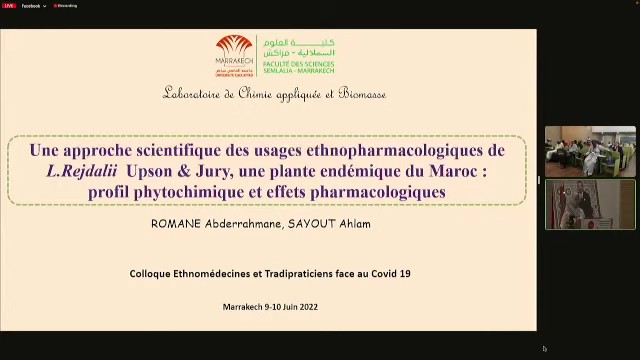 LIVE
Facebook
Recording
MARRAKECH
كلية العلوم
السملالية - مراكش
FACULTÉ DES SCIENCES
SEMLALIA - MARRAKECH
Laboratoire de Chimie appliquée et Biomasse
Une approche scientifique des usages ethnopharmacologiques de
L.Rejdalii Upson & Jury, une plante endémique du Maroc :
profil phytochimique et effets pharmacologiques
ROMANE Abderrahmane, SAYOUT Ahlam
Colloque Ethnomédecines et Tradipraticiens face au Covid 19
Marrakech 9-10 Juin 2022